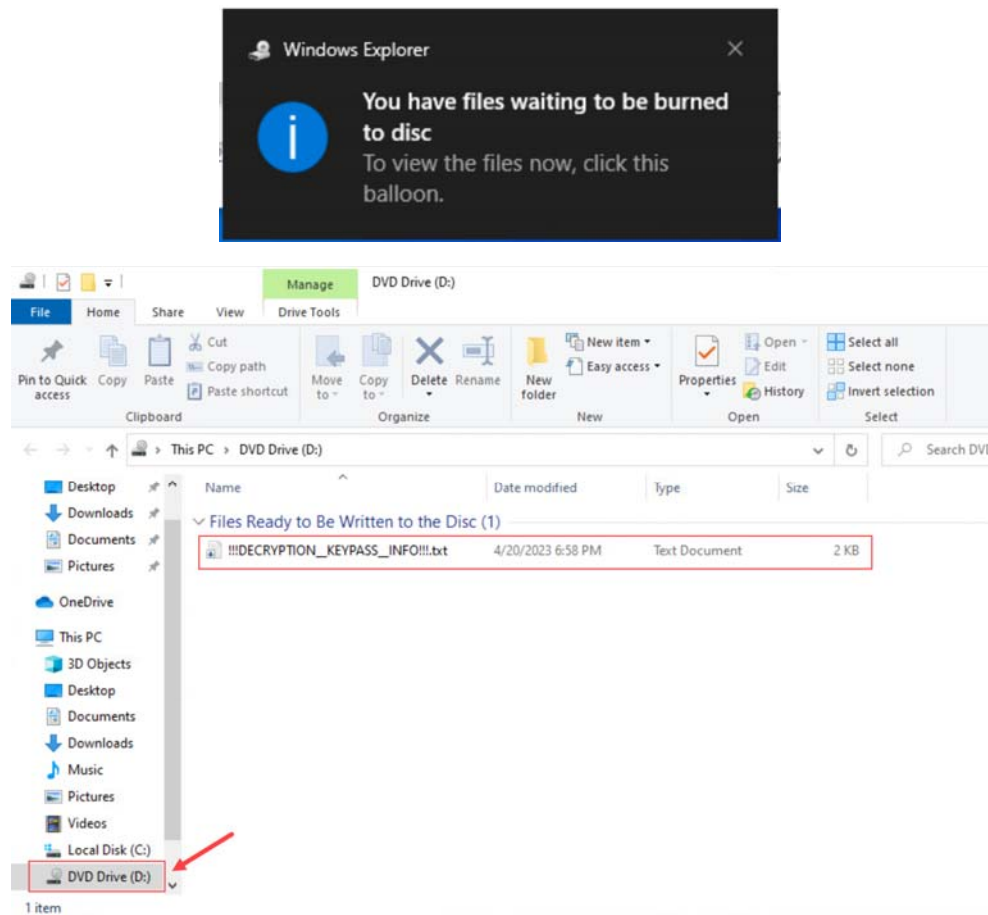 Windows Explorer
You have files waiting to be burned
to disc
To view the files now, click this
balloon.
Manage DVD Drive (D:)
File Home Share View Drive Tools
Pin to Quick access
Copy
Paste
Cut
Copy path
Paste shortcut
Clipboard
Move to
Copy to
Delete
Rename
Organize
New folder
New item
Easy access
New
Properties
Open
Edit
History
Open
Select all
Select none
Invert selection
Select
This PC > DVD Drive (D:)
Search DV
Name Date modified Type Size
Files Ready to Be Written to the Disc (1)
!!!DECRYPTION__KEYPASS__INFO!!!.txt 4/20/2023 6:58 PM Text Document 2 KB
Desktop
Downloads
Documents
Pictures
OneDrive
This PC
3D Objects
Desktop
Documents
Downloads
Music
Pictures
Videos
Local Disk (C:)
DVD Drive (D:)
1 item